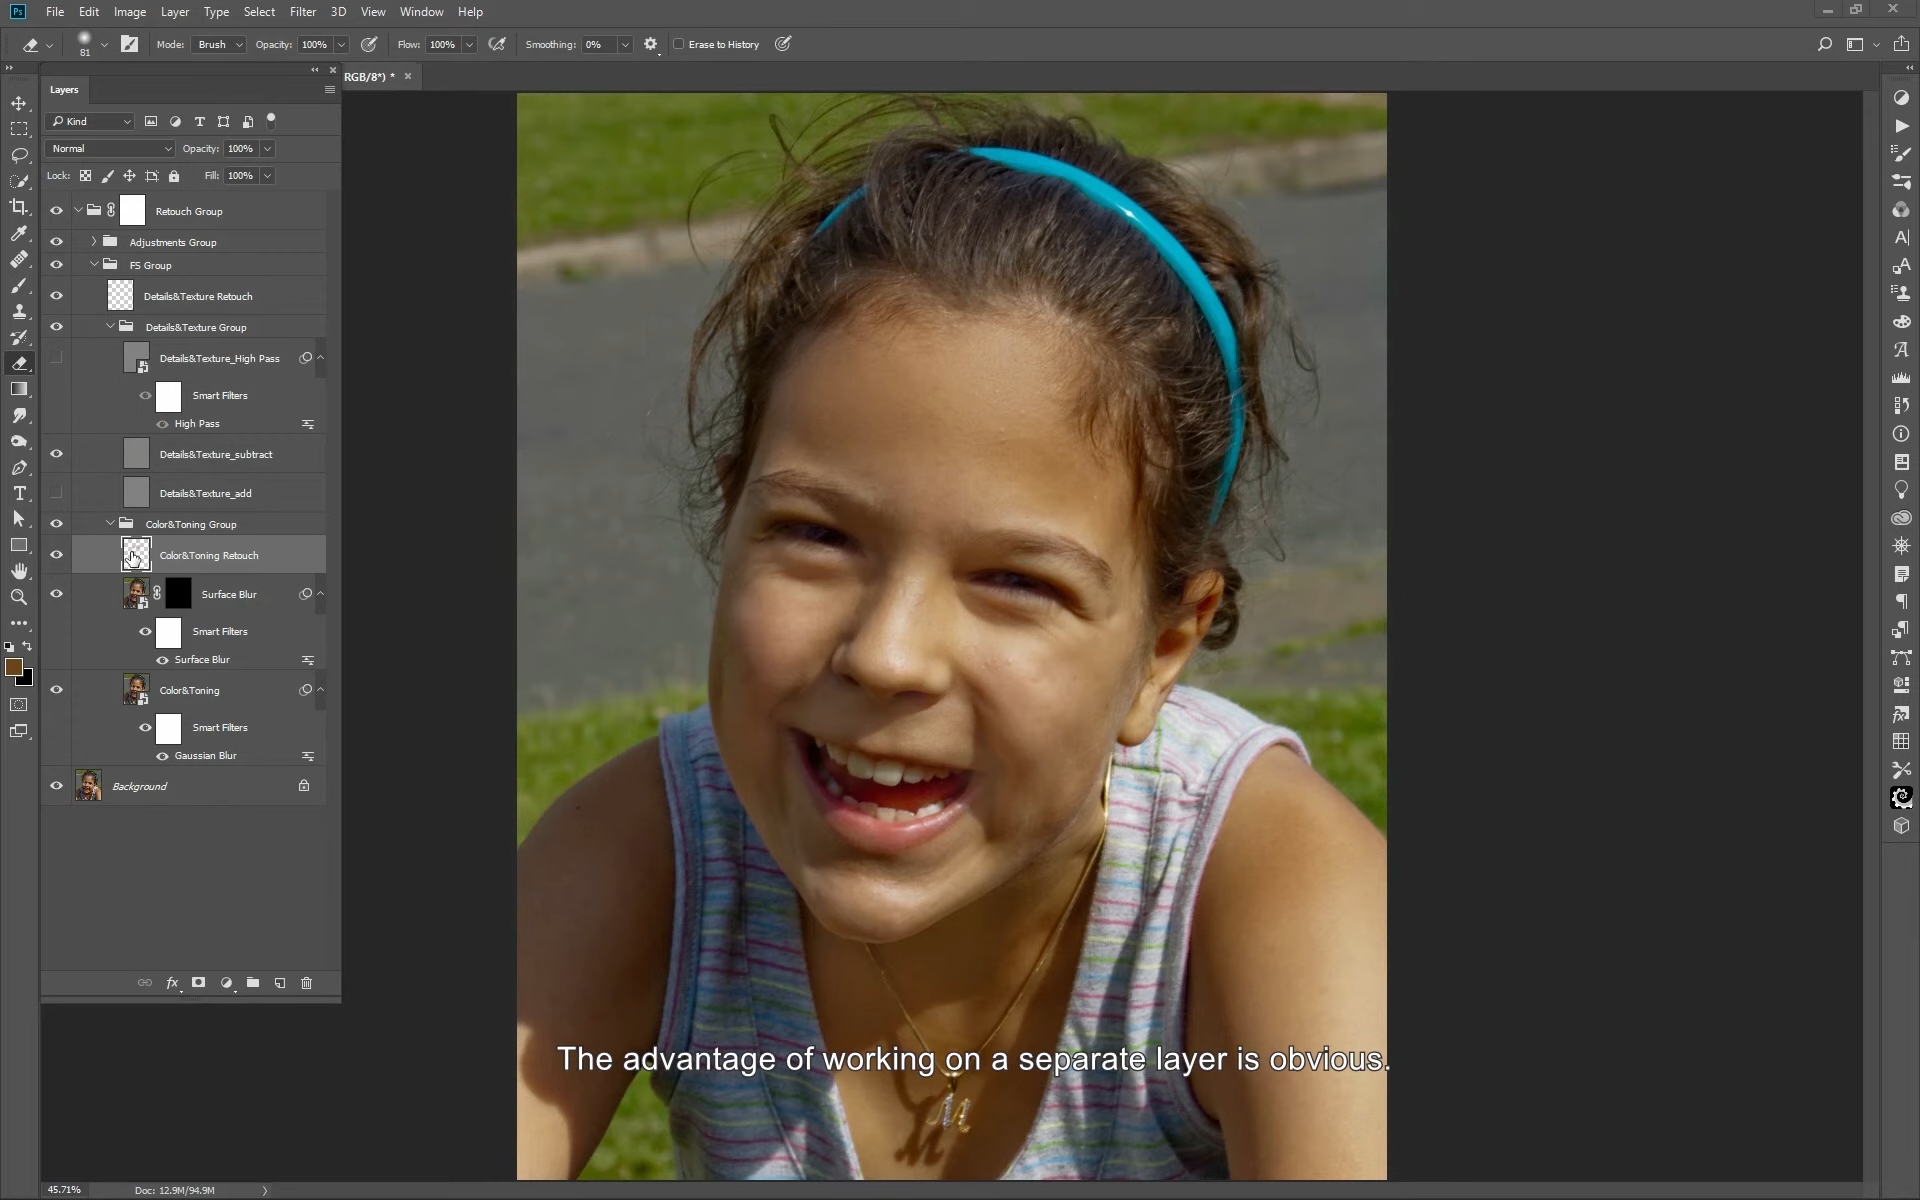 Ps File Edit Image Layer Type Select Filter 3D View Window Help
81 Mode: Brush Opacity: 100% Flow: 100% Smoothing: 0% Erase to History
RGB/8*) * ×
Layers
Kind
Normal Opacity: 100%
Lock: Fill: 100%
Retouch Group
Adjustments Group
FS Group
Details&Texture Retouch
Details&Texture Group
Details&Texture_High Pass
Smart Filters
High Pass
Details&Texture_subtract
Details&Texture_add
Color&Toning Group
Color&Toning Retouch
Surface Blur
Smart Filters
Surface Blur
Color&Toning
Smart Filters
Gaussian Blur
Background
fx
The advantage of working on a separate layer is obvious.
M
45.71% Doc: 12.9M/94.9M